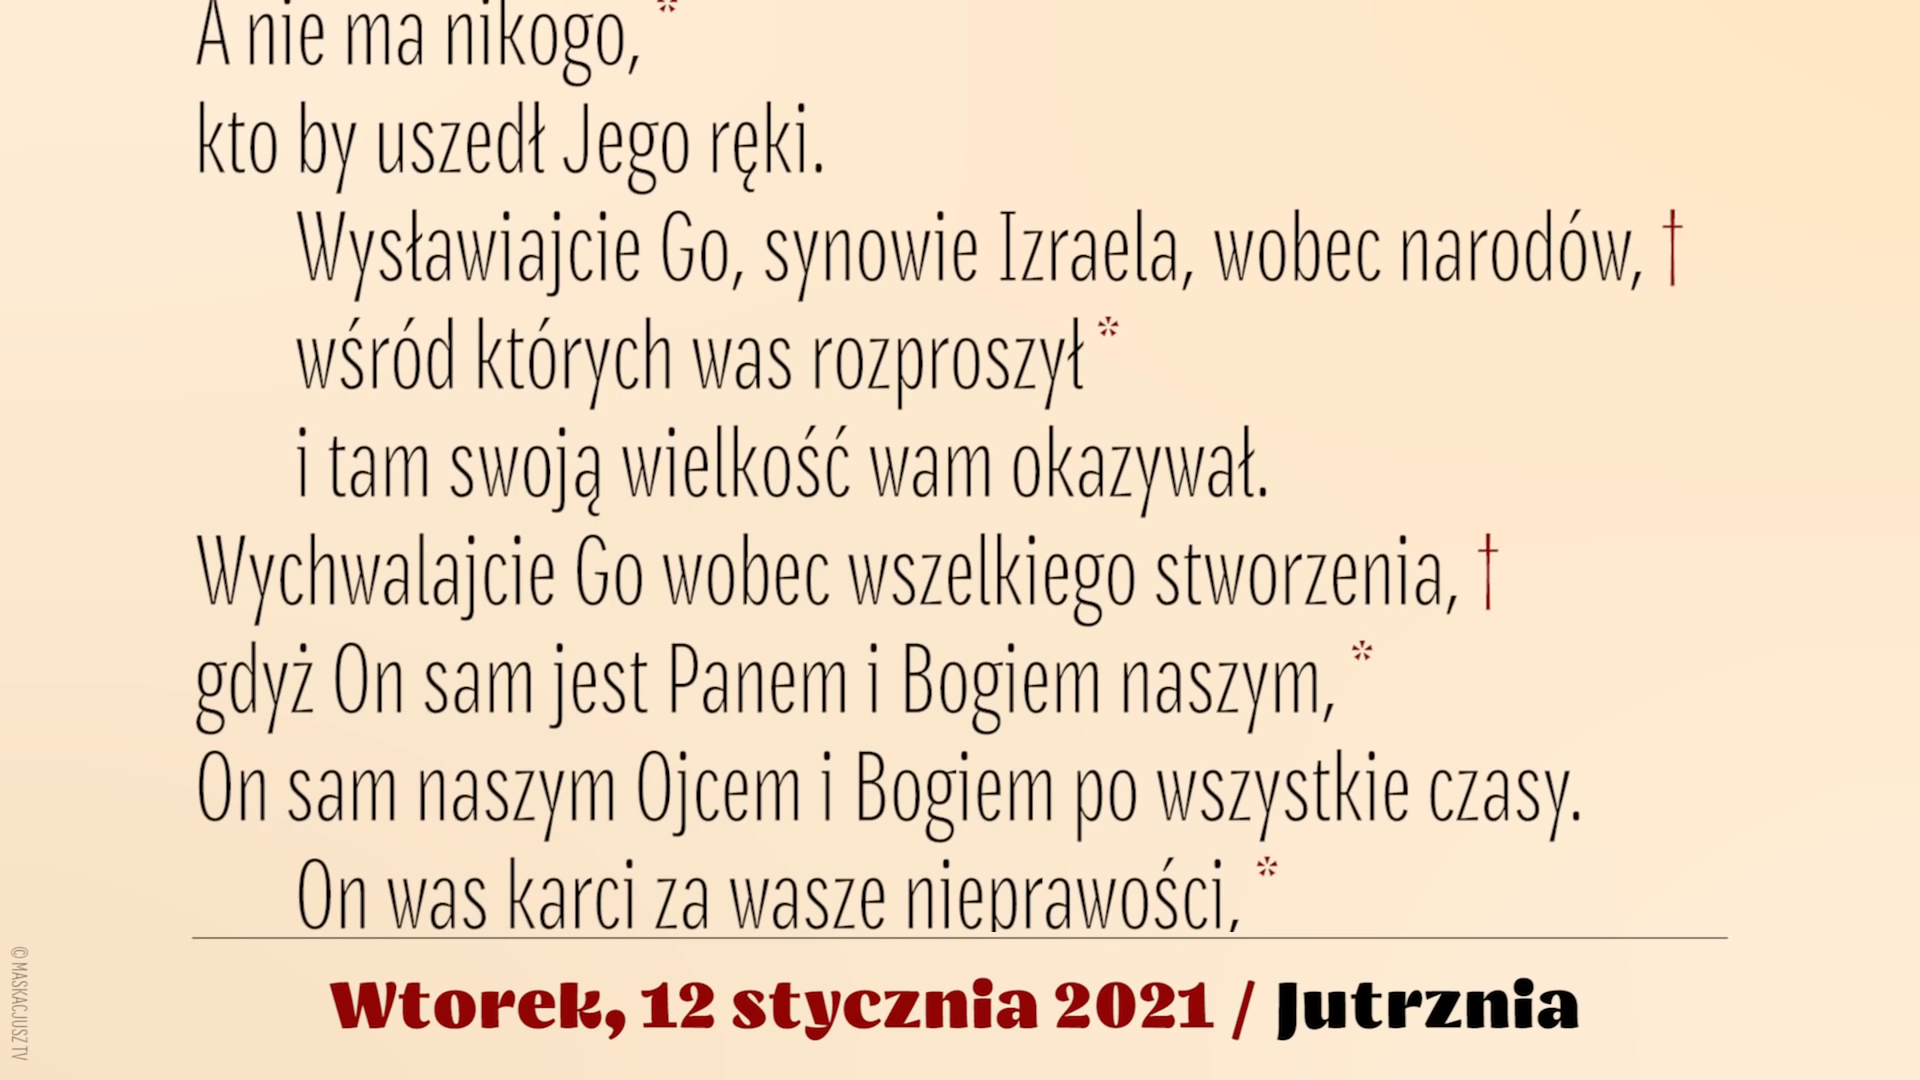 A nie ma nikogo, *
kto by uszedł Jego ręki.
Wysławiajcie Go, synowie Izraela, wobec narodów, †
wśród których was rozproszył *
i tam swoją wielkość wam okazywał.
Wychwalajcie Go wobec wszelkiego stworzenia, †
gdyż On sam jest Panem i Bogiem naszym, *
On sam naszym Ojcem i Bogiem po wszystkie czasy.
On was karci za wasze nieprawości, *
Wtorek, 12 stycznia 2021 / Jutrznia
© MASKACJUSZ TV